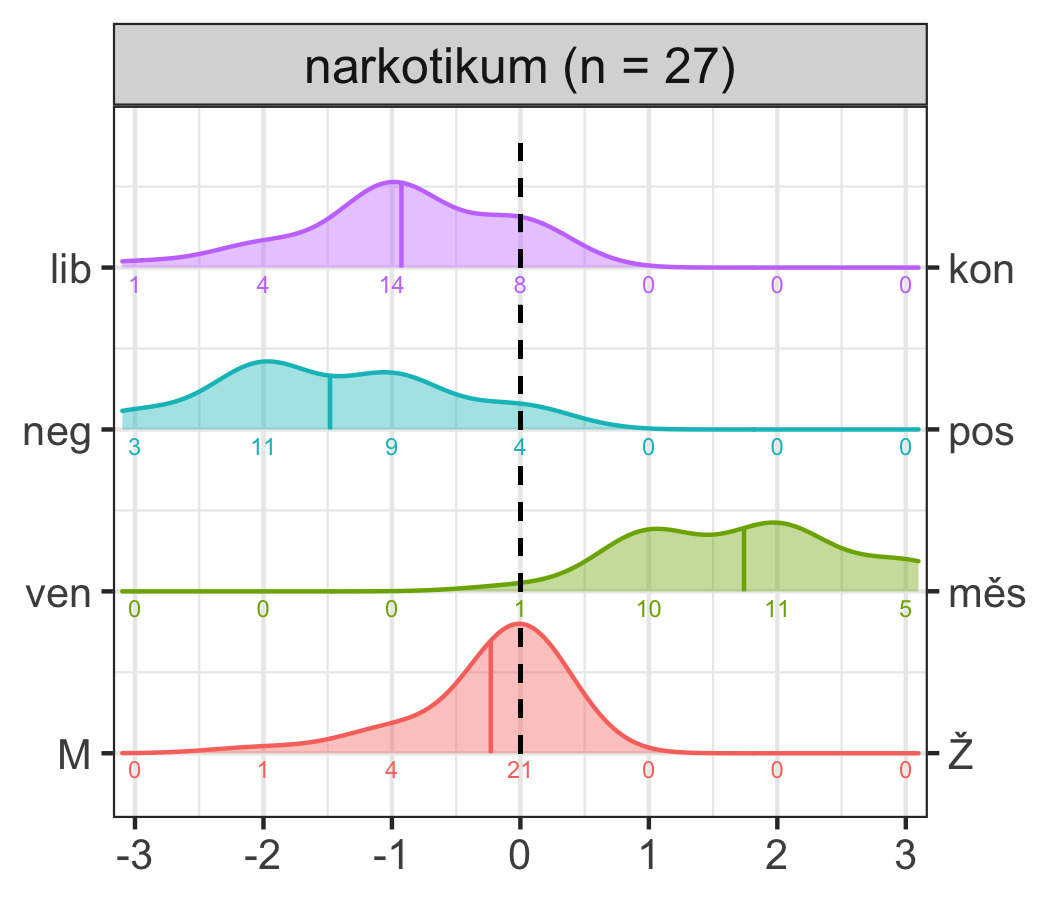 narkotikum (n = 27)
lib kon
1 4 14 8 0 0 0
neg pos
3 11 9 4 0 0 0
ven měs
0 0 0 1 10 11 5
M Ž
0 1 4 21 0 0 0
-3 -2 -1 0 1 2 3